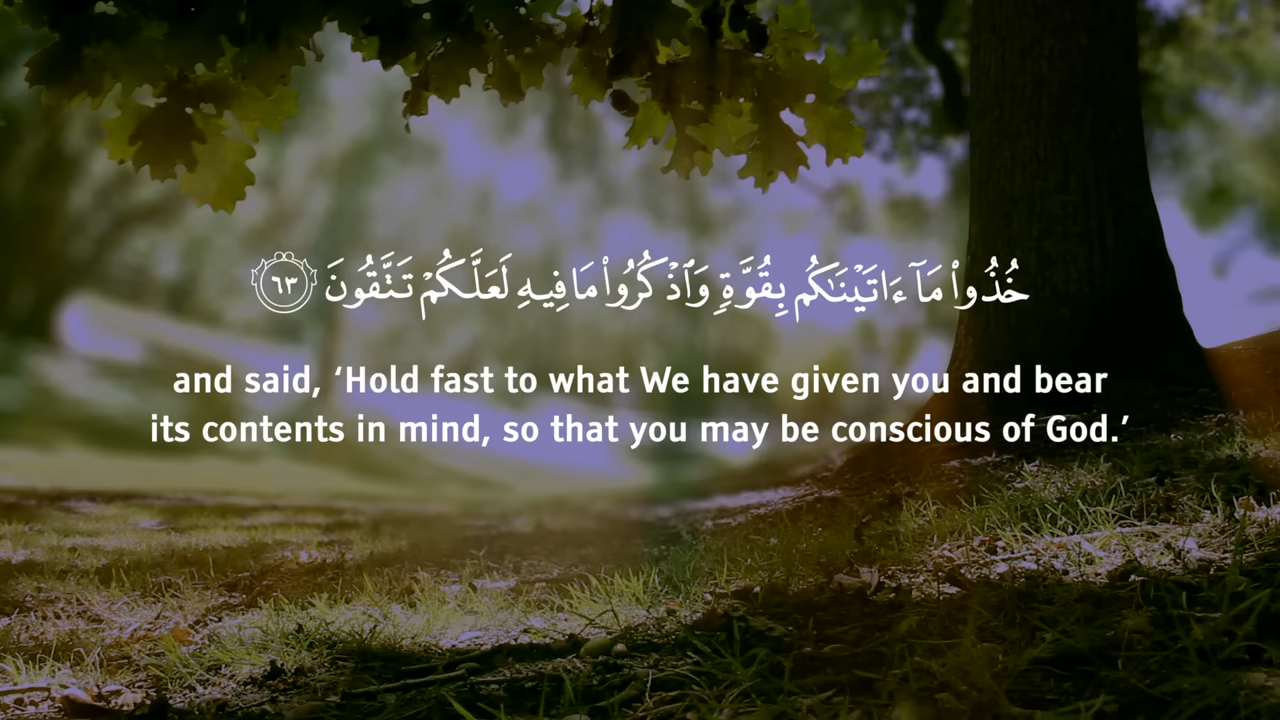 خُذُوا۟ مَآ ءَاتَيْنَـٰكُم بِقُوَّةٍ وَٱذْكُرُوا۟ مَا فِيهِ لَعَلَّكُمْ تَتَّقُونَ ٦٣
and said, ‘Hold fast to what We have given you and bear
its contents in mind, so that you may be conscious of God.’